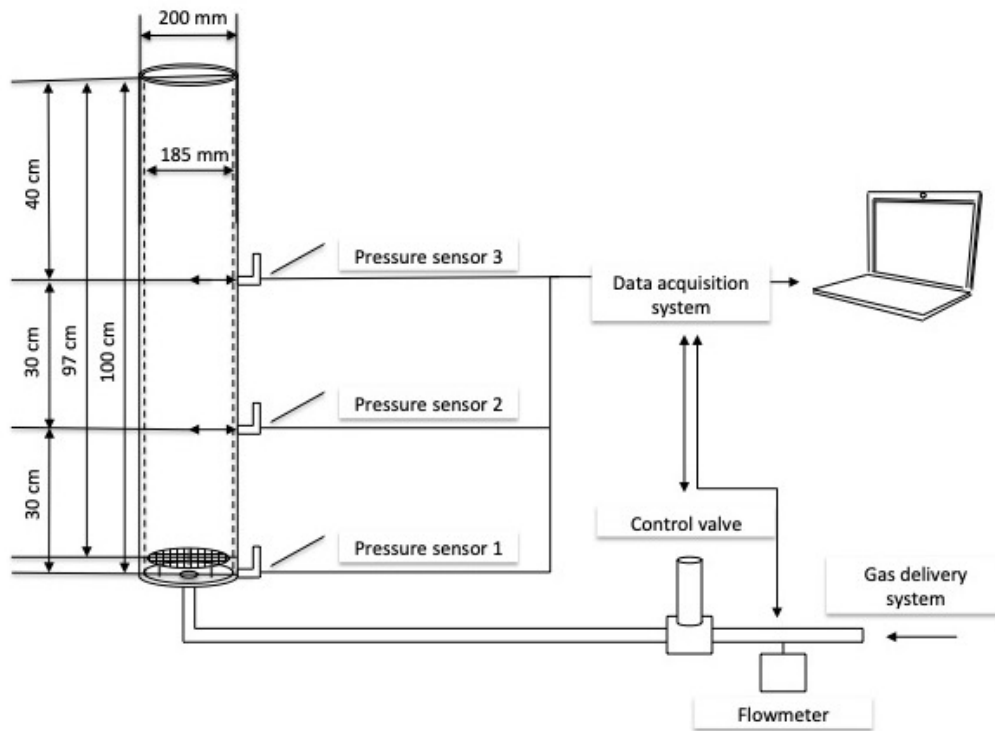 200 mm
185 mm
40 cm
30 cm
97 cm
100 cm
30 cm
Pressure sensor 3
Pressure sensor 2
Pressure sensor 1
Data acquisition
system
Control valve
Gas delivery
system
Flowmeter